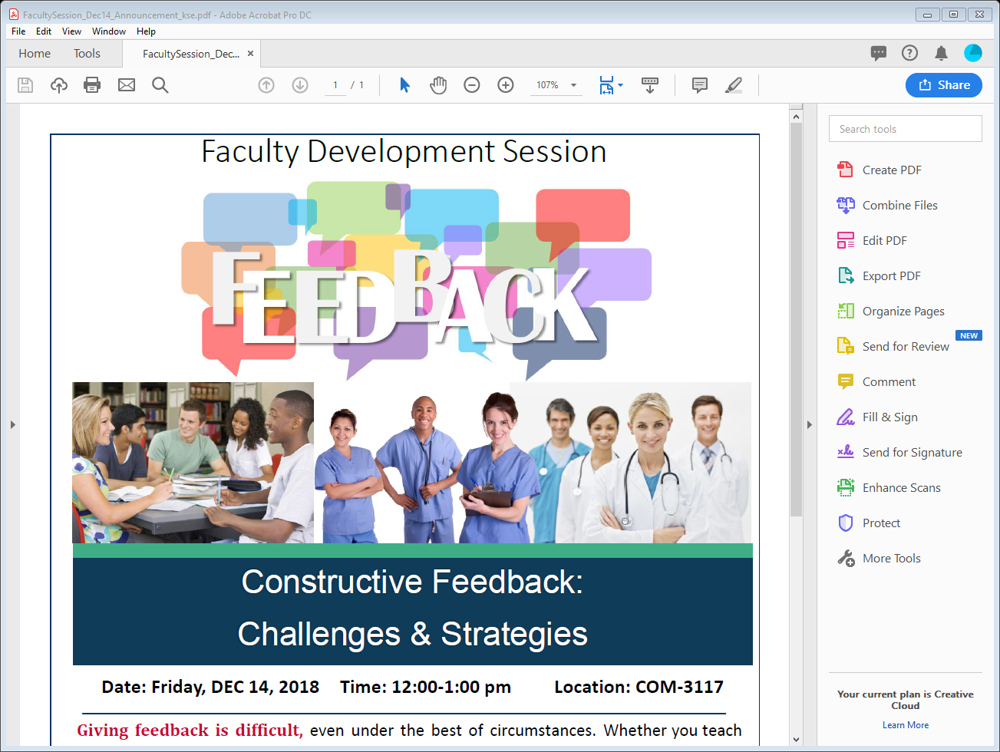 FacultySession_Dec14_Announcement_kse.pdf - Adobe Acrobat Pro DC
File Edit View Window Help
Home Tools FacultySession_Dec... ×
1 / 1 107% Share
Search tools
Create PDF
Combine Files
Edit PDF
Export PDF
Organize Pages
NEW
Send for Review
Comment
Fill & Sign
Send for Signature
Enhance Scans
Protect
More Tools
Your current plan is Creative
Cloud
Learn More
Faculty Development Session
FEEDBACK
Constructive Feedback:
Challenges & Strategies
Date: Friday, DEC 14, 2018 Time: 12:00-1:00 pm Location: COM-3117
Giving feedback is difficult, even under the best of circumstances. Whether you teach